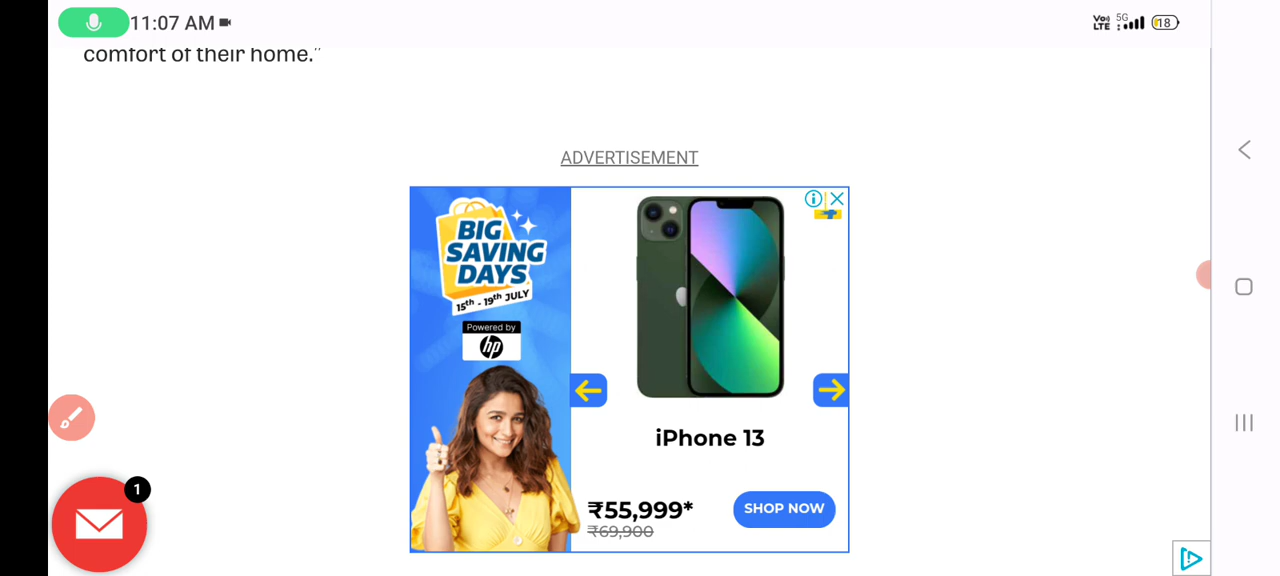 11:07 AM
Vo)) 5G
LTE
18
comfort of their home."
ADVERTISEMENT
BIG
SAVING
DAYS
15th - 19th JULY
Powered by
hp
iPhone 13
₹55,999*
₹69,900
SHOP NOW
1